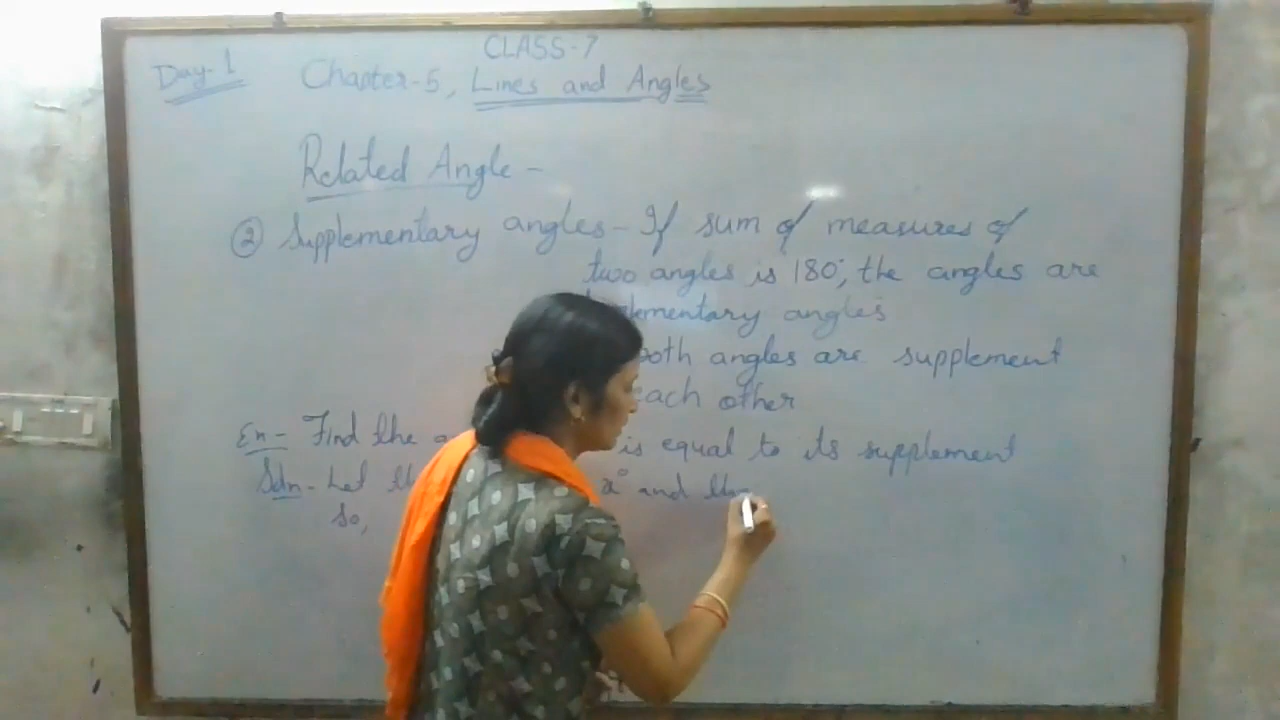 CLASS-7
Day-1 Chapter-5, Lines and Angles
Related Angle -
② Supplementary angles - If sum of measures of
two angles is 180°, the angles are
angles
both angles are supplement
each other
Ex- Find the is equal to its supplement
Soln - Let x° and
So,